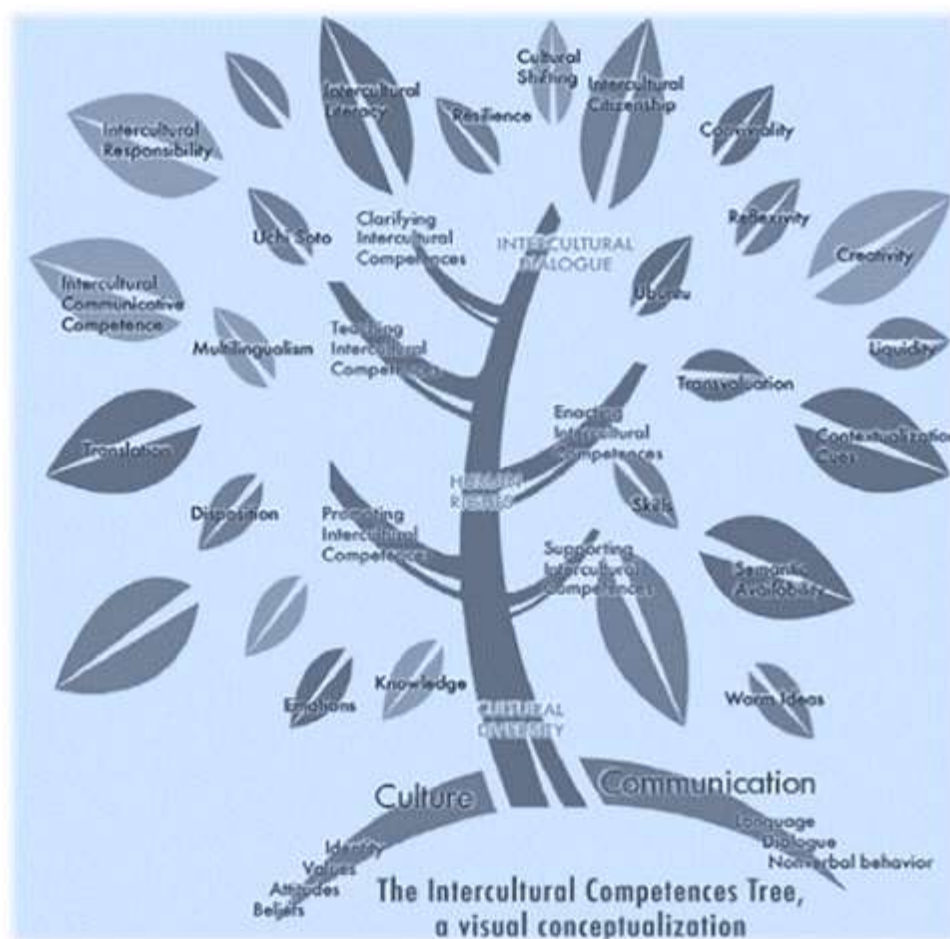 Cultural
Shifting
Intercultural
Literacy
Intercultural
Citizenship
Resilience
Conviviality
Intercultural
Responsibility
Clarifying
Intercultural
Competences
Uchi Soto
Reflexivity
INTERCULTURAL
DIALOGUE
Creativity
Intercultural
Communicative
Competence
Ubuntu
Multilingualism
Teaching
Intercultural
Competences
Liquidity
Transvaluation
Enacting
Intercultural
Competences
Translation
Contextualization
Cues
HUMAN
RIGHTS
Skills
Disposition
Promoting
Intercultural
Competences
Supporting
Intercultural
Competences
Semantic
Availability
Emotions
Knowledge
Warm Ideas
CULTURAL
DIVERSITY
Culture
Communication
Identity
Values
Attitudes
Beliefs
Language
Dialogue
Nonverbal behavior
The Intercultural Competences Tree,
a visual conceptualization